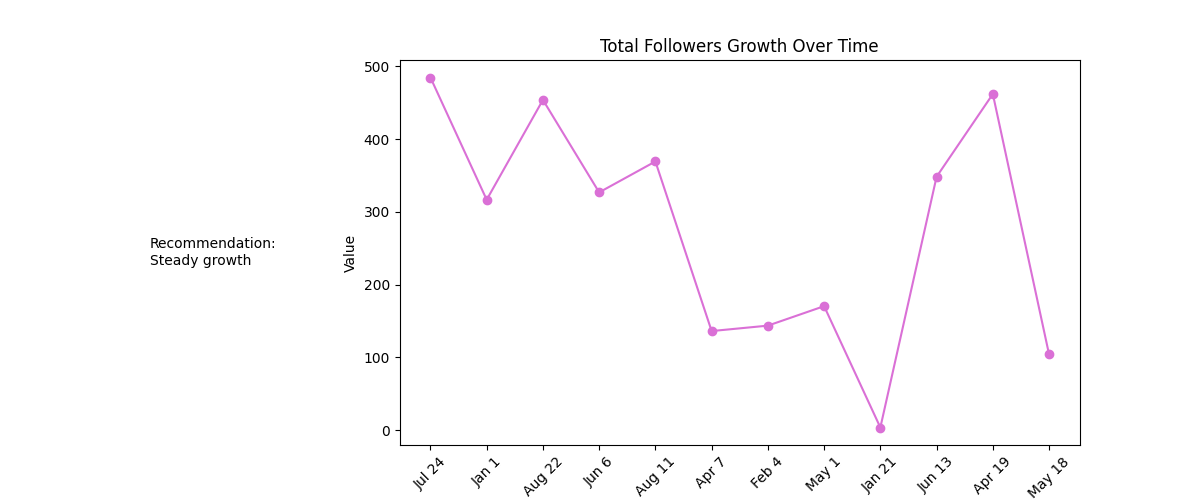 Total Followers Growth Over Time
Recommendation:
Steady growth
Value
500
400
300
200
100
0
Jul 24
Jan 1
Aug 22
Jun 6
Aug 11
Apr 7
Feb 4
May 1
Jan 21
Jun 13
Apr 19
May 18